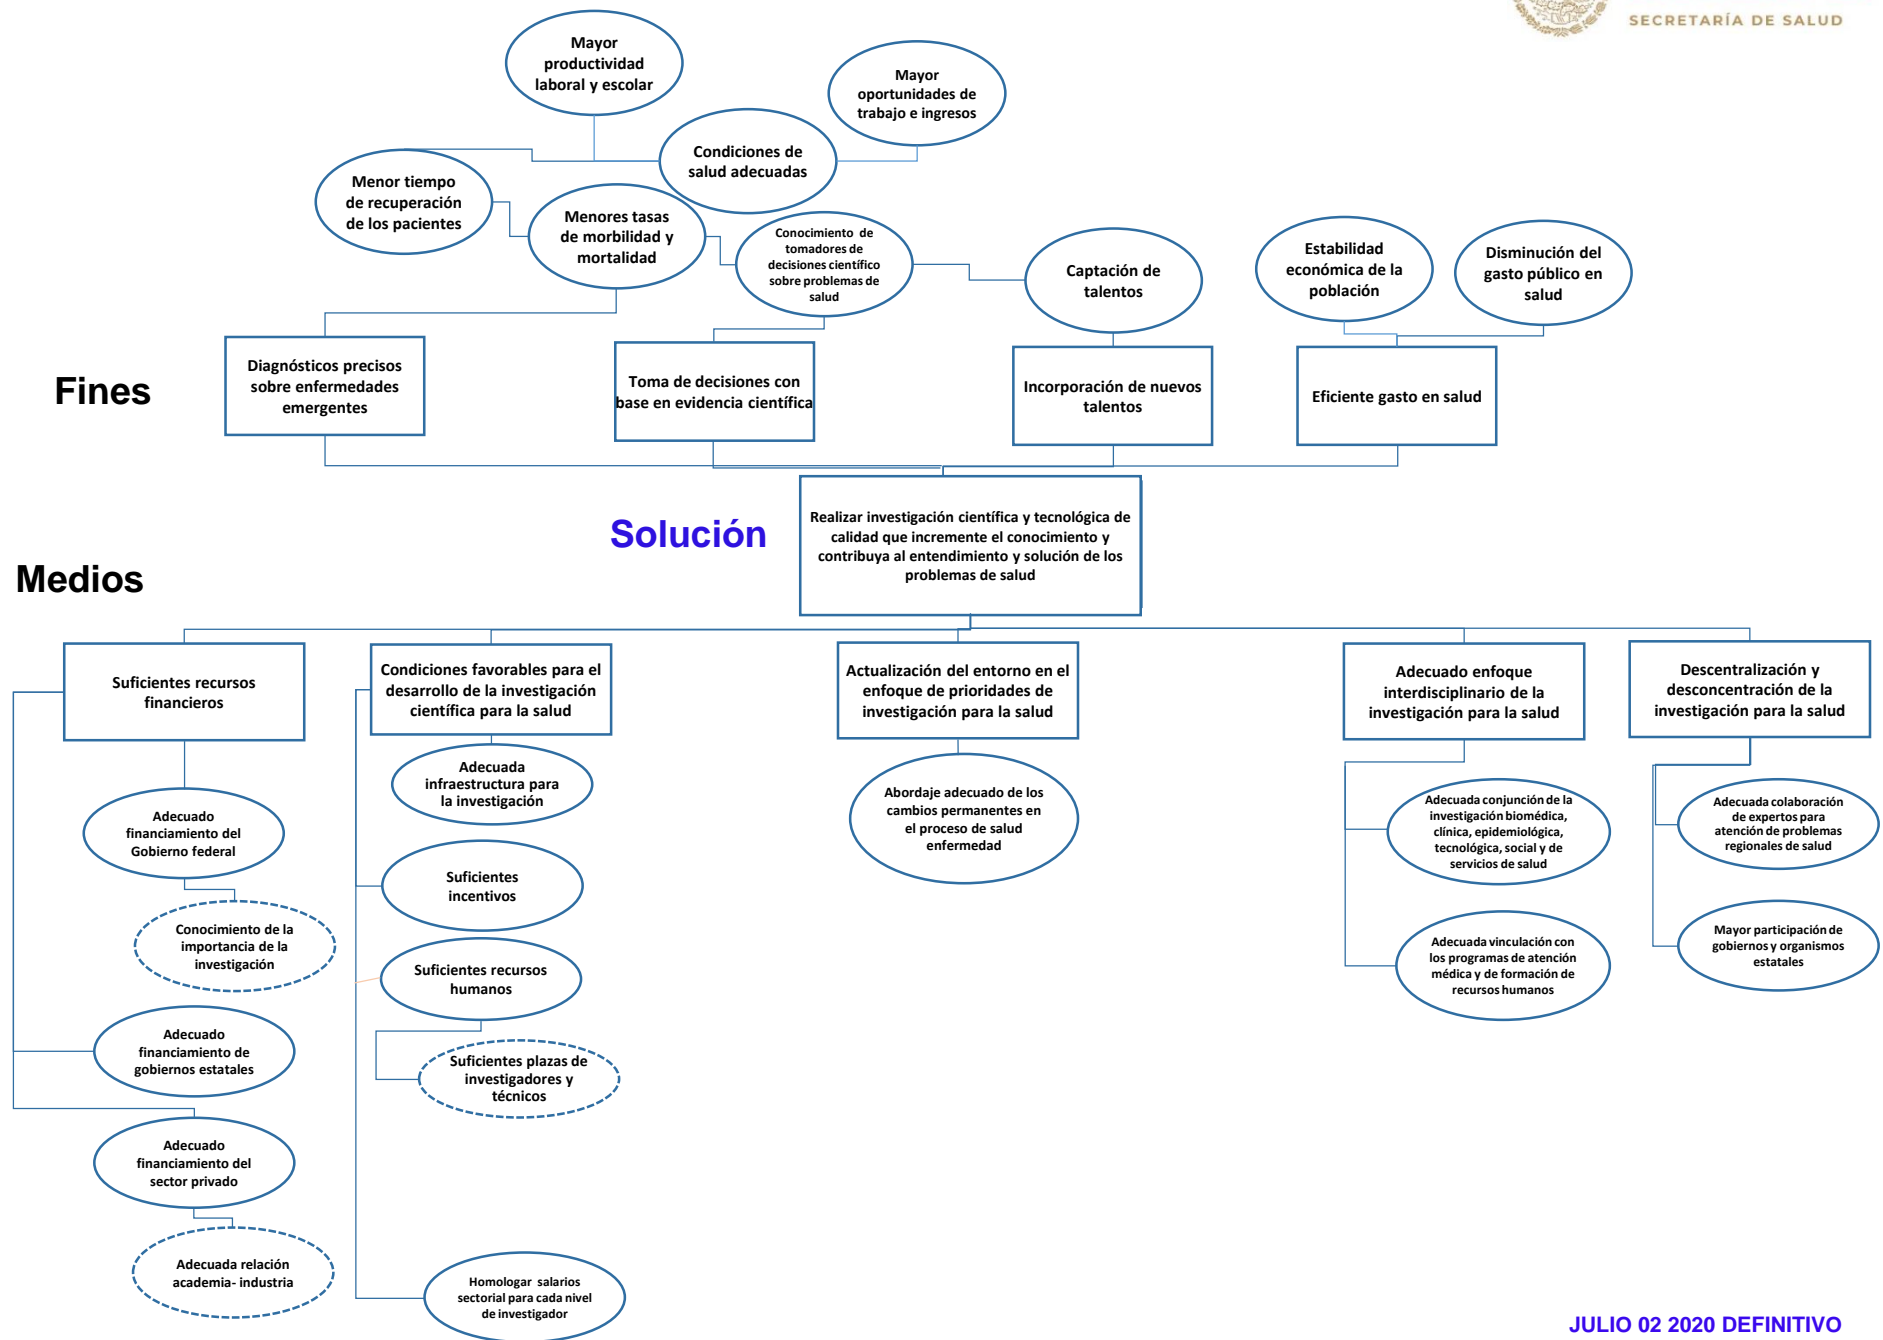 SECRETARÍA DE SALUD
Mayor
productividad
laboral y escolar
Mayor
oportunidades de
trabajo e ingresos
Condiciones de
salud adecuadas
Menor tiempo
de recuperación
de los pacientes
Menores tasas
de morbilidad y
mortalidad
Conocimiento de
tomadores de
decisiones científico
sobre problemas de
salud
Captación de
talentos
Estabilidad
económica de la
población
Disminución del
gasto público en
salud
Fines
Diagnósticos precisos
sobre enfermedades
emergentes
Toma de decisiones con
base en evidencia científica
Incorporación de nuevos
talentos
Eficiente gasto en salud
Solución
Realizar investigación científica y tecnológica de
calidad que incremente el conocimiento y
contribuya al entendimiento y solución de los
problemas de salud
Medios
Suficientes recursos
financieros
Condiciones favorables para el
desarrollo de la investigación
científica para la salud
Actualización del entorno en el
enfoque de prioridades de
investigación para la salud
Adecuado enfoque
interdisciplinario de la
investigación para la salud
Descentralización y
desconcentración de la
investigación para la salud
Adecuado
financiamiento del
Gobierno federal
Conocimiento de la
importancia de la
investigación
Adecuado
financiamiento de
gobiernos estatales
Adecuado
financiamiento del
sector privado
Adecuada relación
academia- industria
Adecuada
infraestructura para
la investigación
Suficientes
incentivos
Suficientes recursos
humanos
Suficientes plazas de
investigadores y
técnicos
Homologar salarios
sectorial para cada nivel
de investigador
Abordaje adecuado de los
cambios permanentes en
el proceso de salud
enfermedad
Adecuada conjunción de la
investigación biomédica,
clínica, epidemiológica,
tecnológica, social y de
servicios de salud
Adecuada vinculación con
los programas de atención
médica y de formación de
recursos humanos
Adecuada colaboración
de expertos para
atención de problemas
regionales de salud
Mayor participación de
gobiernos y organismos
estatales
JULIO 02 2020 DEFINITIVO